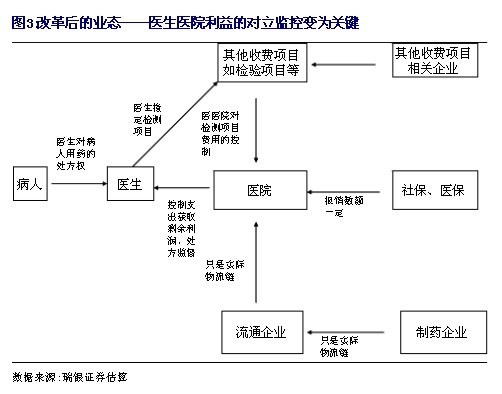 图3.改革后的业态——医生医院利益的对立监控变为关键
其他收费项目
如检验项目等
其他收费项目
相关企业
医生指
定检测
项目
医医院对
检测项目
费用的控
制
医生对病
人用药的
处方权
病人
医生
医院
社保、医保
控制支
出获取
剩余利
润，处
方监督
报销数额
一定
只是实际
物流链
流通企业
只是实际
物流链
制药企业
数据来源:瑞银证券估算